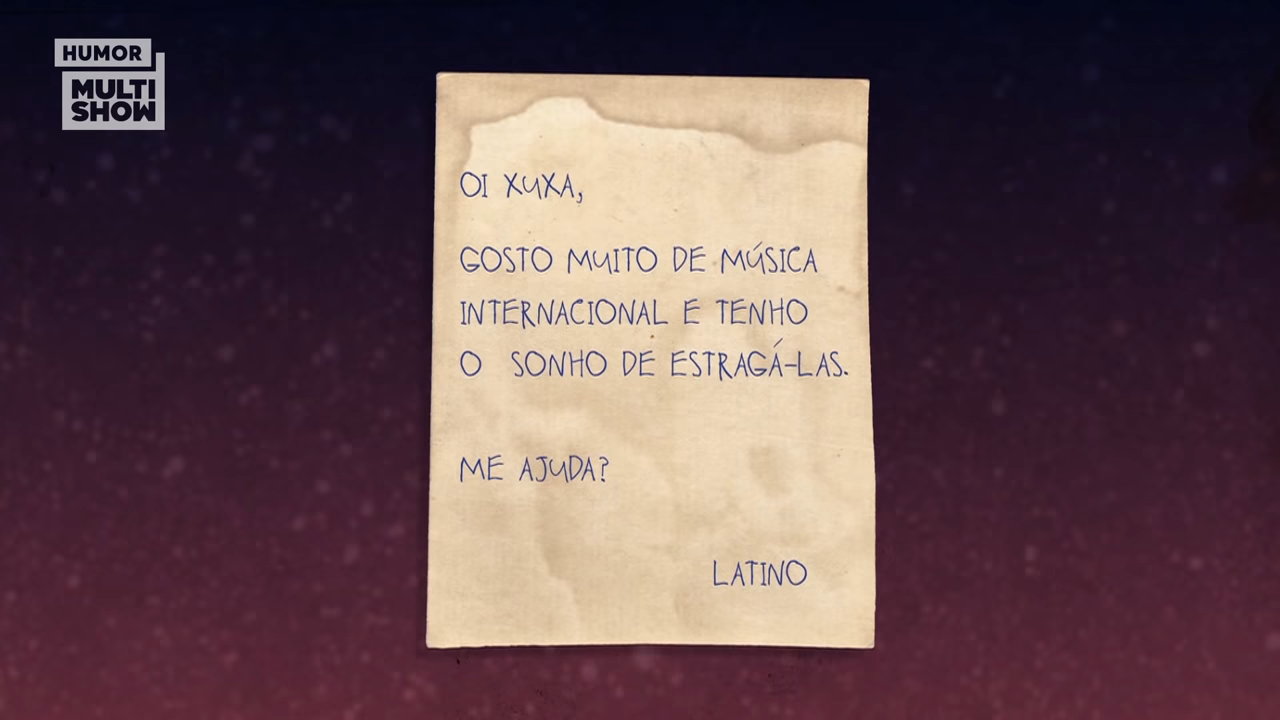 HUMOR
MULTI
SHOW
OI XUXA,
GOSTO MUITO DE MÚSICA
INTERNACIONAL E TENHO
O SONHO DE ESTRAGÁ-LAS.
ME AJUDA?
LATINO